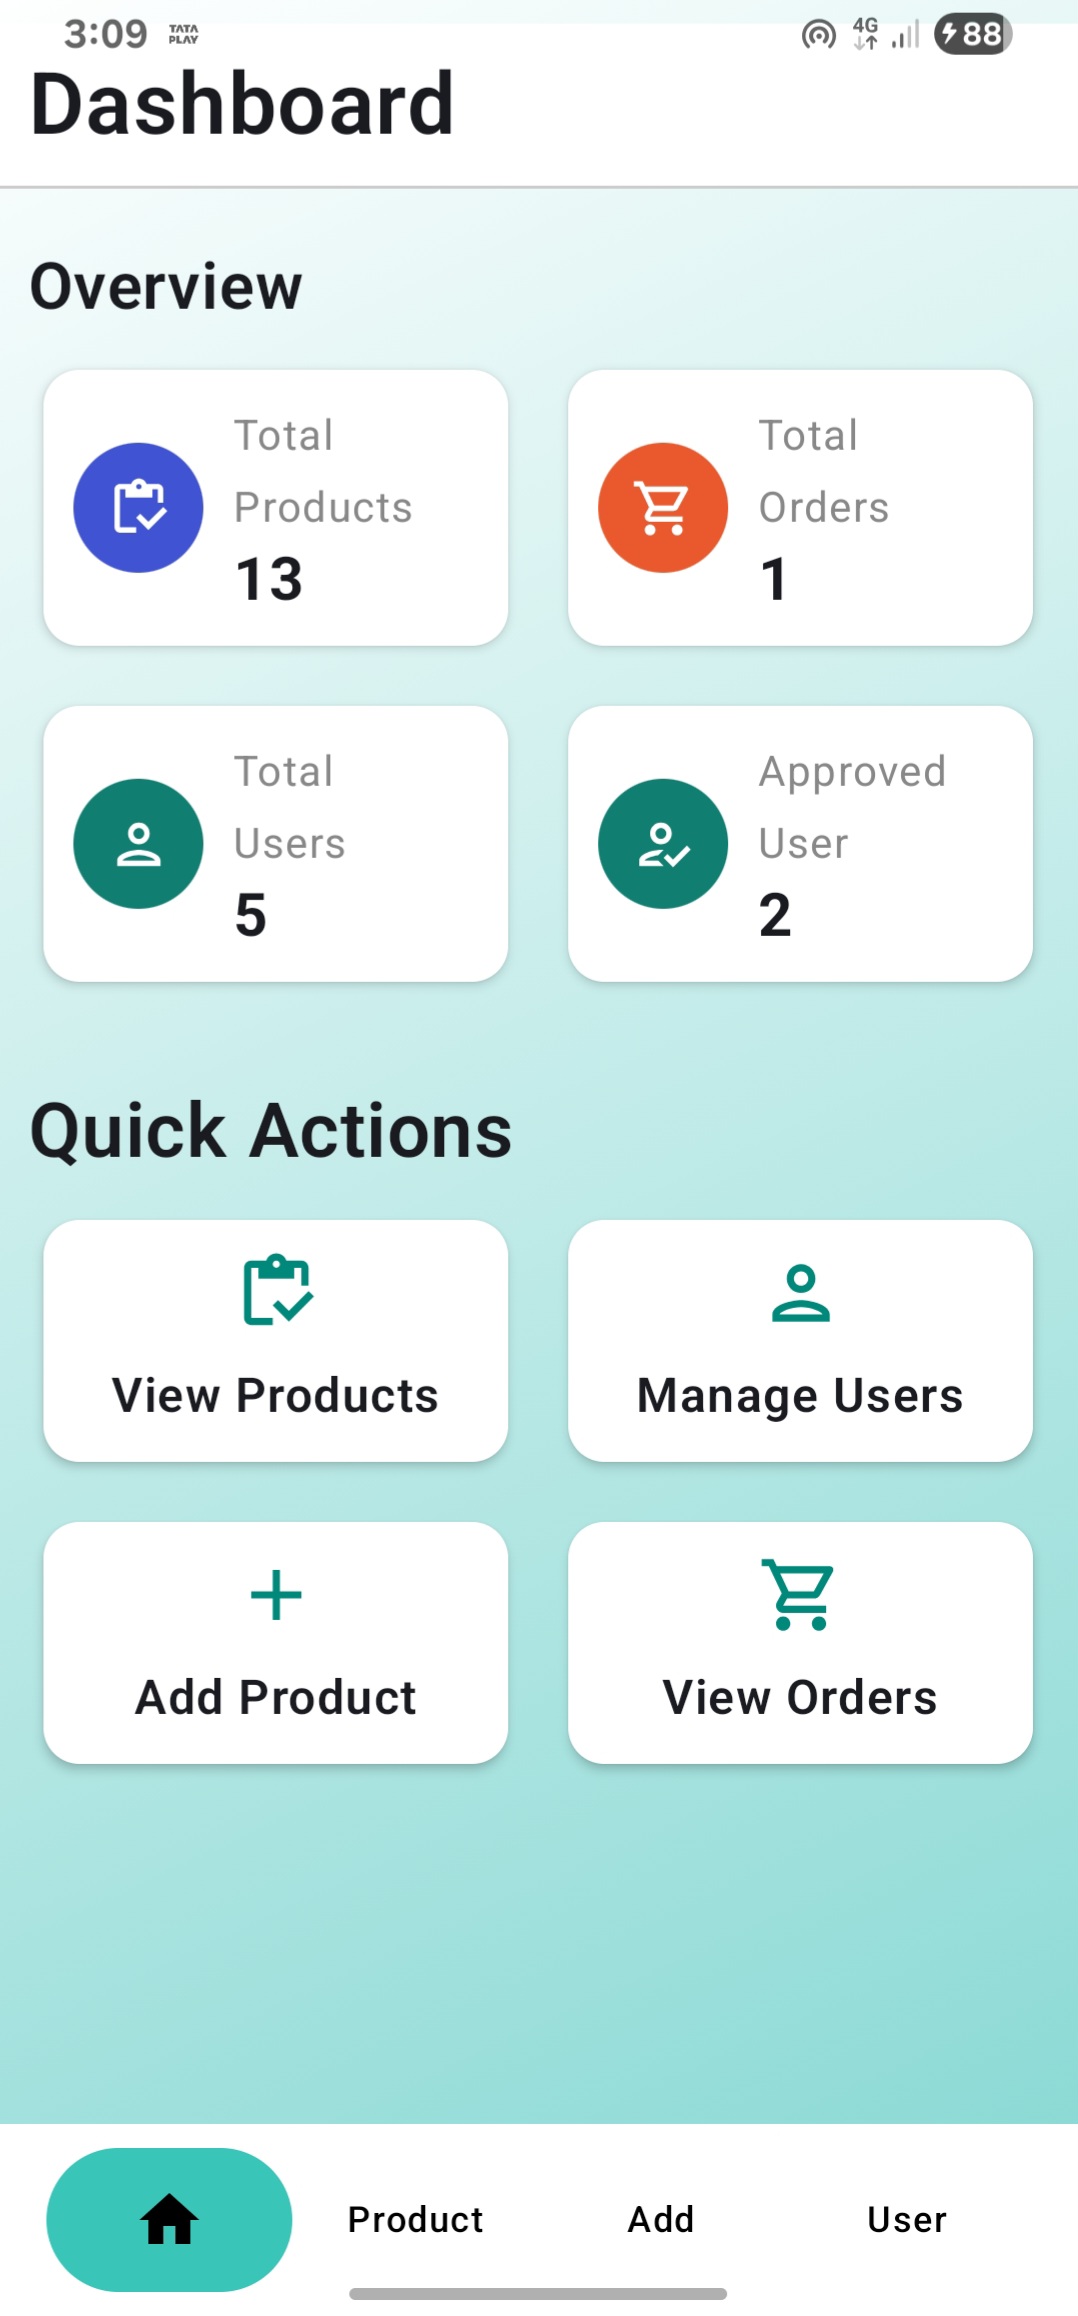 3:09 TATA PLAY 4G 88
Dashboard
Overview
Total
Products
13
Total
Orders
1
Total
Users
5
Approved
User
2
Quick Actions
View Products
Manage Users
Add Product
View Orders
Product
Add
User